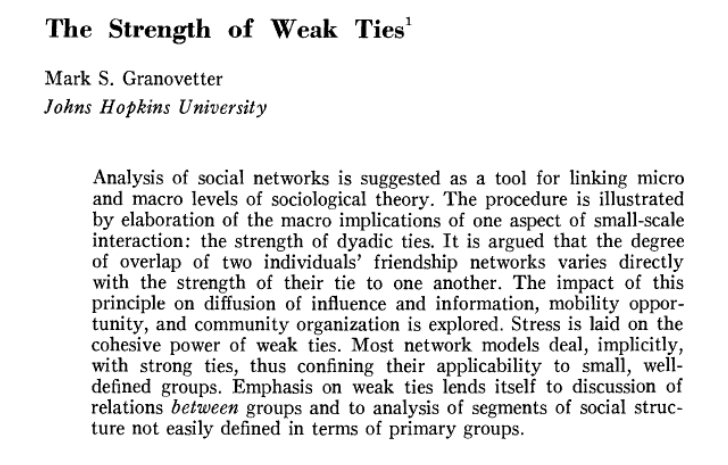 The Strength of Weak Ties¹
Mark S. Granovetter
Johns Hopkins University
Analysis of social networks is suggested as a tool for linking micro
and macro levels of sociological theory. The procedure is illustrated
by elaboration of the macro implications of one aspect of small-scale
interaction: the strength of dyadic ties. It is argued that the degree
of overlap of two individuals' friendship networks varies directly
with the strength of their tie to one another. The impact of this
principle on diffusion of influence and information, mobility oppor-
tunity, and community organization is explored. Stress is laid on the
cohesive power of weak ties. Most network models deal, implicitly,
with strong ties, thus confining their applicability to small, well-
defined groups. Emphasis on weak ties lends itself to discussion of
relations between groups and to analysis of segments of social struc-
ture not easily defined in terms of primary groups.